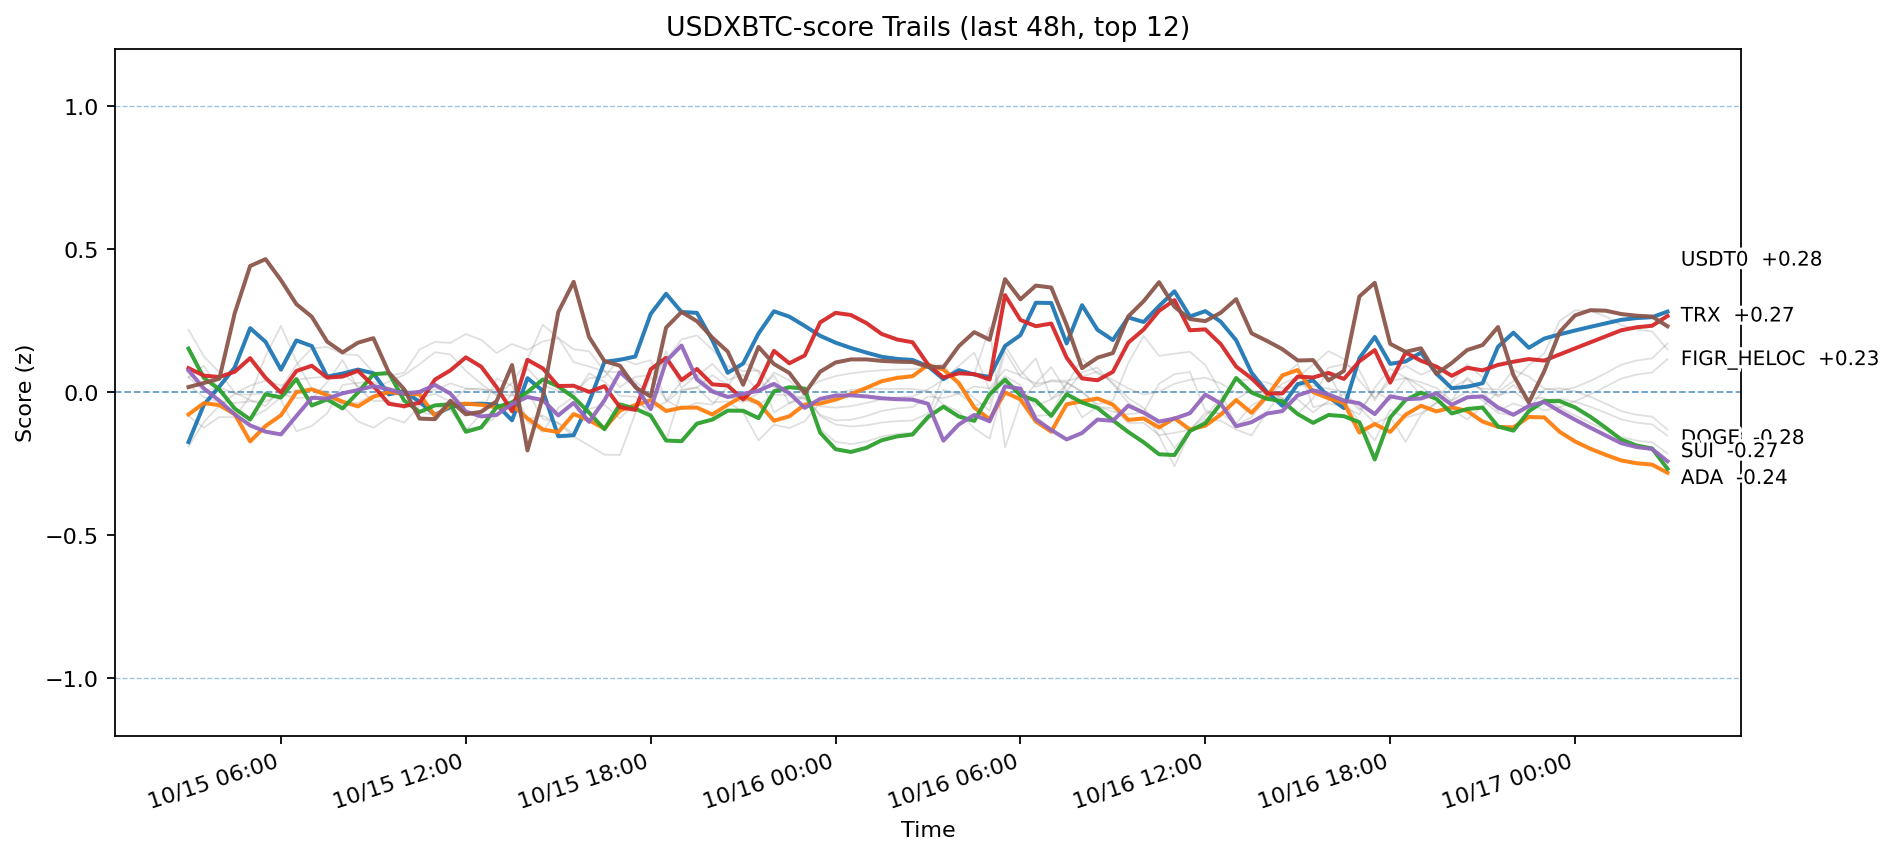 USDXBTC-score Trails (last 48h, top 12)
1.0
0.5
0.0
−0.5
−1.0
Score (z)
USDT0 +0.28
TRX +0.27
FIGR_HELOC +0.23
DOGE -0.28
SUI -0.27
ADA -0.24
10/15 06:00
10/15 12:00
10/15 18:00
10/16 00:00
10/16 06:00
10/16 12:00
10/16 18:00
10/17 00:00
Time